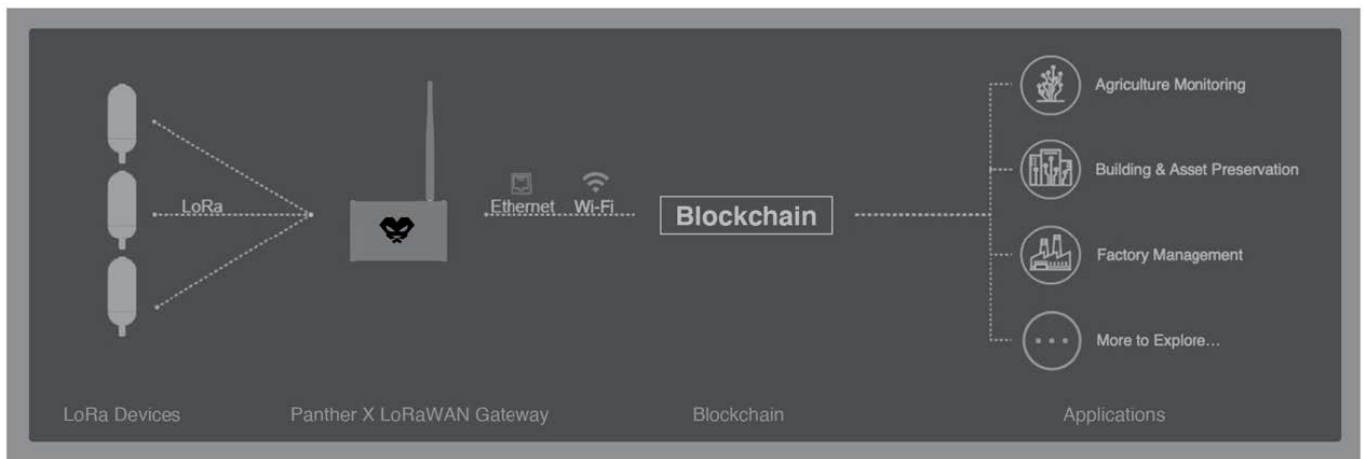 LoRa
Ethernet
Wi-Fi
Blockchain
Agriculture Monitoring
Building & Asset Preservation
Factory Management
More to Explore...
LoRa Devices
Panther X LoRaWAN Gateway
Blockchain
Applications